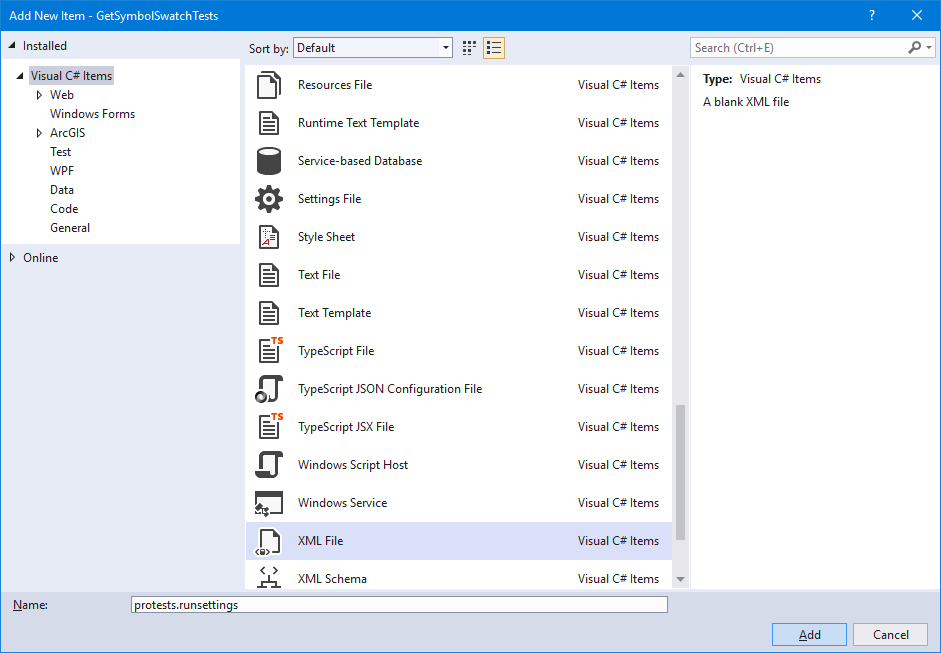 Add New Item - GetSymbolSwatchTests ?
Installed
Visual C# Items
Web
Windows Forms
ArcGIS
Test
WPF
Data
Code
General
Online
Sort by: Default
Resources File Visual C# Items
Runtime Text Template Visual C# Items
Service-based Database Visual C# Items
Settings File Visual C# Items
Style Sheet Visual C# Items
Text File Visual C# Items
Text Template Visual C# Items
TS
TypeScript File Visual C# Items
TypeScript JSON Configuration File Visual C# Items
TS
TypeScript JSX File Visual C# Items
Windows Script Host Visual C# Items
Windows Service Visual C# Items
XML File Visual C# Items
XML Schema Visual C# Items
Search (Ctrl+E)
Type: Visual C# Items
A blank XML file
Name: protests.runsettings
Add Cancel